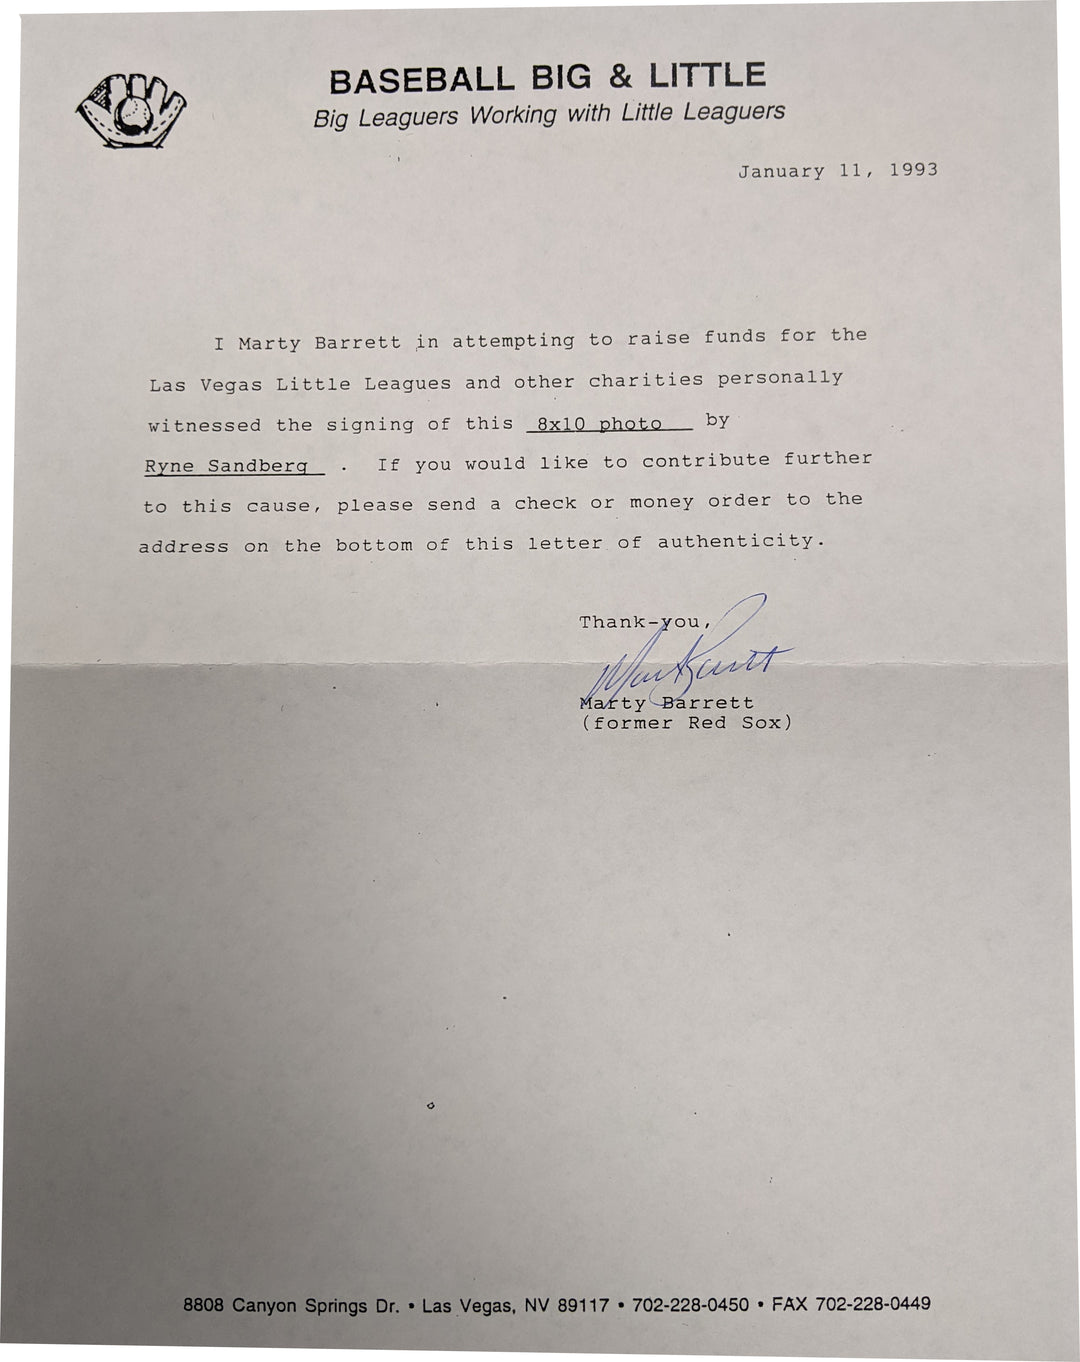 BASEBALL BIG & LITTLE
Big Leaguers Working with Little Leaguers
January 11, 1993
I Marty Barrett in attempting to raise funds for the
Las Vegas Little Leagues and other charities personally
witnessed the signing of this 8x10 photo by
Ryne Sandberg . If you would like to contribute further
to this cause, please send a check or money order to the
address on the bottom of this letter of authenticity.
Thank-you,
Marty Barrett
Marty Barrett
(former Red Sox)
8808 Canyon Springs Dr. • Las Vegas, NV 89117 • 702-228-0450 • FAX 702-228-0449